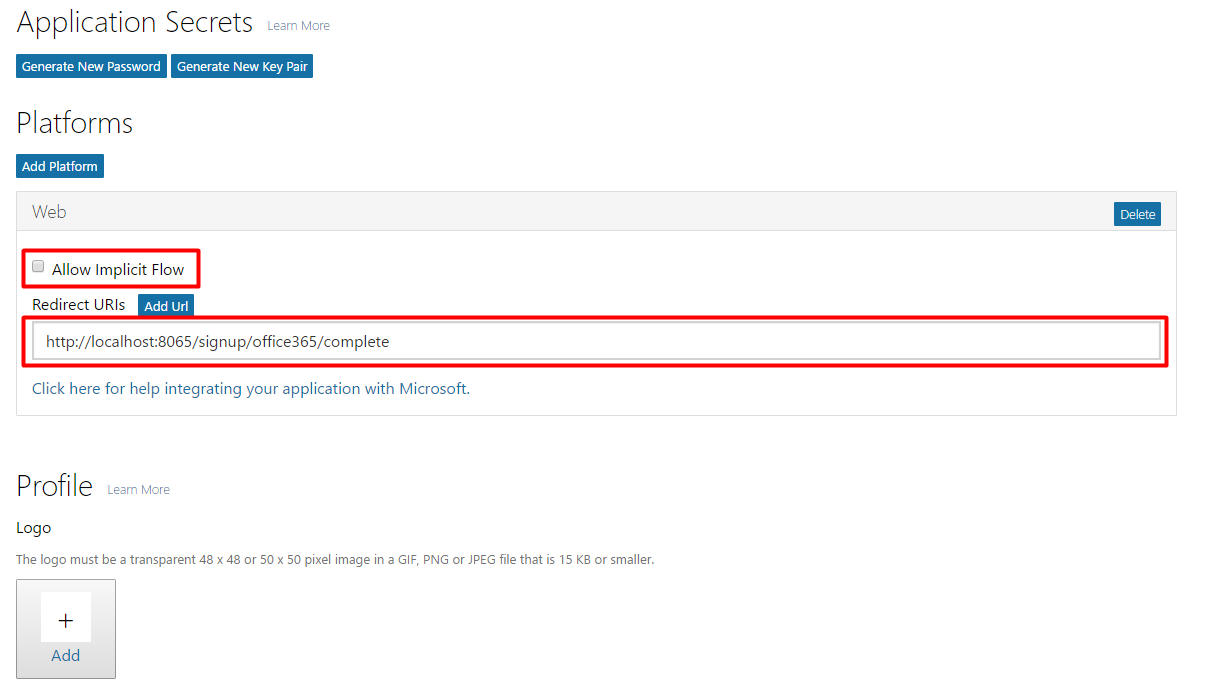 Application Secrets Learn More
Generate New Password Generate New Key Pair
Platforms
Add Platform
Web Delete
Allow Implicit Flow
Redirect URIs Add Url
http://localhost:8065/signup/office365/complete
Click here for help integrating your application with Microsoft.
Profile Learn More
Logo
The logo must be a transparent 48 x 48 or 50 x 50 pixel image in a GIF, PNG or JPEG file that is 15 KB or smaller.
+
Add